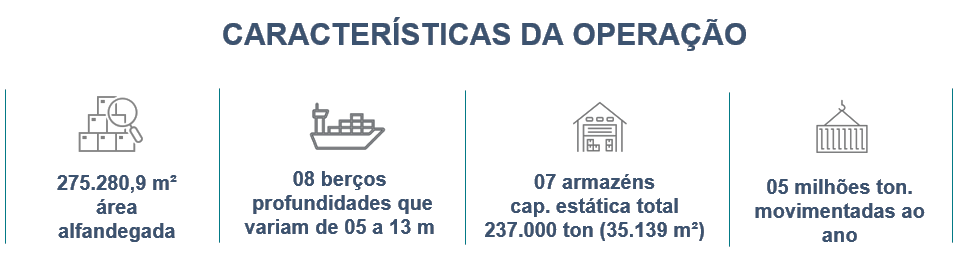 CARACTERÍSTICAS DA OPERAÇÃO
275.280,9 m²
área
alfandegada
08 berços
profundidades que
variam de 05 a 13 m
07 armazéns
cap. estática total
237.000 ton (35.139 m²)
05 milhões ton.
movimentadas ao
ano